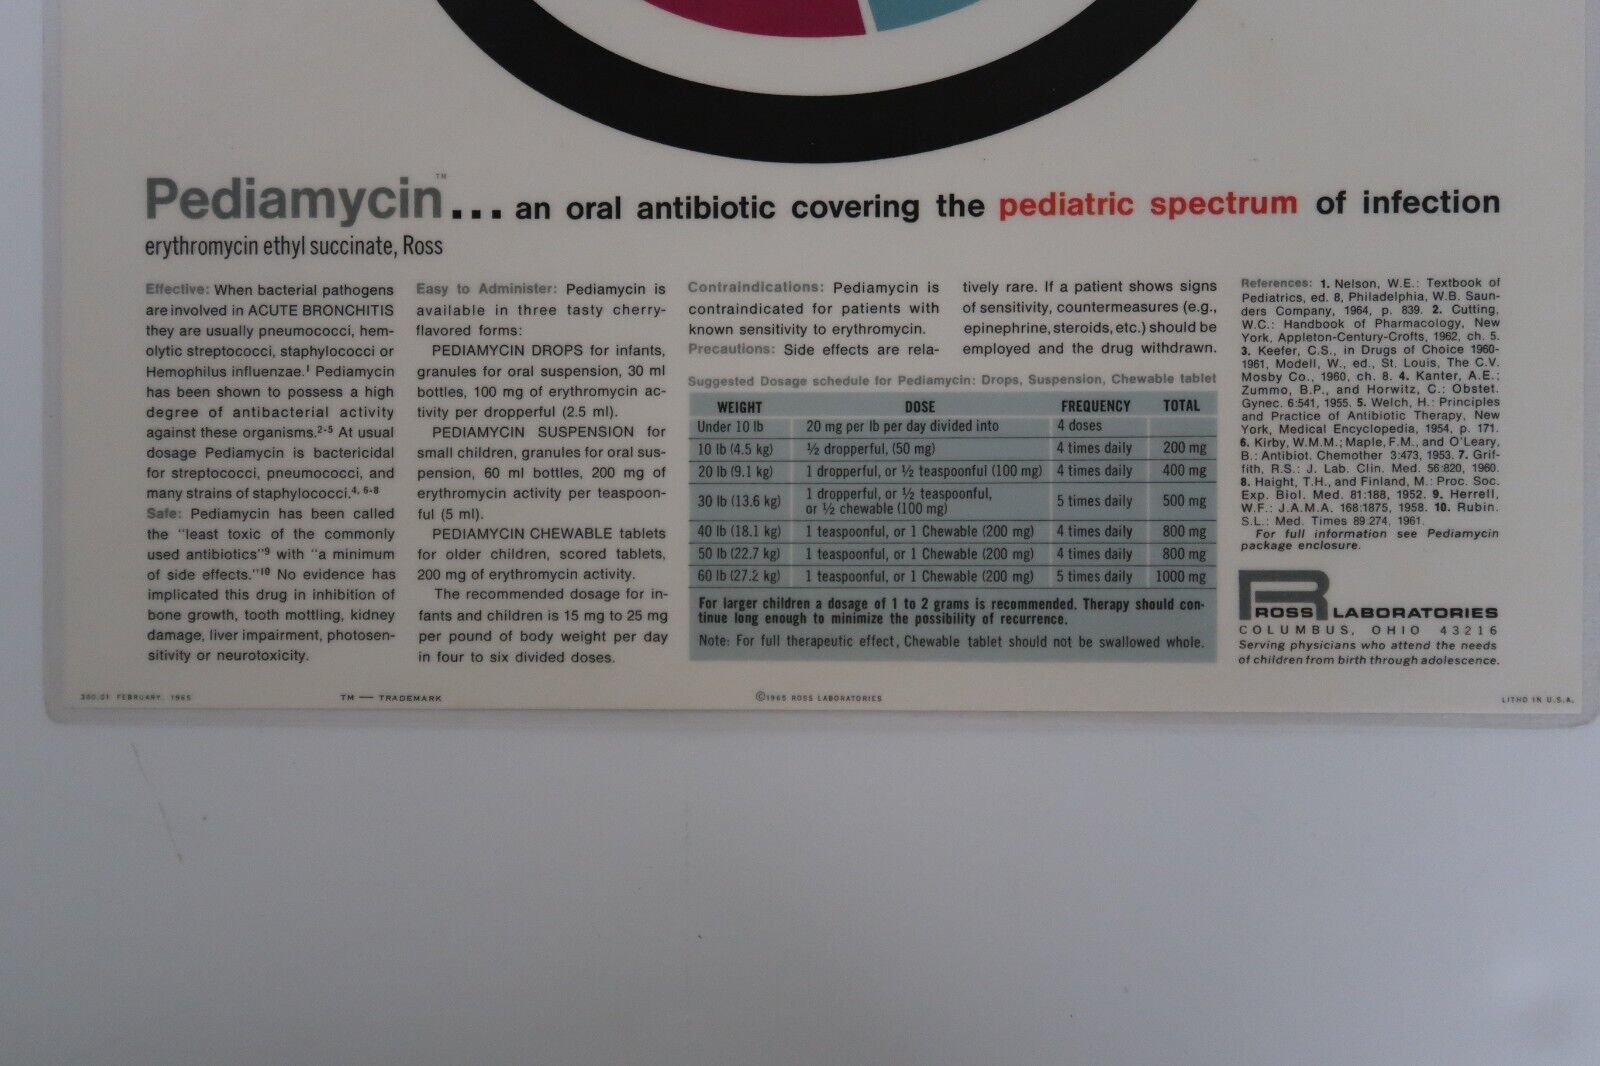 Pediamycin™... an oral antibiotic covering the pediatric spectrum of infection
erythromycin ethyl succinate, Ross
Effective: When bacterial pathogens
are involved in ACUTE BRONCHITIS
they are usually pneumococci, hem-
olytic streptococci, staphylococci or
Hemophilus influenzae.¹ Pediamycin
has been shown to possess a high
degree of antibacterial activity
against these organisms.²⁻⁵ At usual
dosage Pediamycin is bactericidal
for streptococci, pneumococci, and
many strains of staphylococci.⁴, ⁶⁻⁸
Safe: Pediamycin has been called
the "least toxic of the commonly
used antibiotics"⁹ with "a minimum
of side effects."¹⁰ No evidence has
implicated this drug in inhibition of
bone growth, tooth mottling, kidney
damage, liver impairment, photosen-
sitivity or neurotoxicity.
Easy to Administer: Pediamycin is
available in three tasty cherry-
flavored forms:
PEDIAMYCIN DROPS for infants,
granules for oral suspension, 30 ml
bottles, 100 mg of erythromycin ac-
tivity per dropperful (2.5 ml).
PEDIAMYCIN SUSPENSION for
small children, granules for oral sus-
pension, 60 ml bottles, 200 mg of
erythromycin activity per teaspoon-
ful (5 ml).
PEDIAMYCIN CHEWABLE tablets
for older children, scored tablets,
200 mg of erythromycin activity.
The recommended dosage for in-
fants and children is 15 mg to 25 mg
per pound of body weight per day
in four to six divided doses.
Contraindications: Pediamycin is
contraindicated for patients with
known sensitivity to erythromycin.
Precautions: Side effects are rela-
tively rare. If a patient shows signs
of sensitivity, countermeasures (e.g.,
epinephrine, steroids, etc.) should be
employed and the drug withdrawn.
Suggested Dosage schedule for Pediamycin: Drops, Suspension, Chewable tablet
WEIGHT DOSE FREQUENCY TOTAL
Under 10 lb 20 mg per lb per day divided into 4 doses
10 lb (4.5 kg) ½ dropperful, (50 mg) 4 times daily 200 mg
20 lb (9.1 kg) 1 dropperful, or ½ teaspoonful (100 mg) 4 times daily 400 mg
30 lb (13.6 kg) 1 dropperful, or ½ teaspoonful, 5 times daily 500 mg
or ½ chewable (100 mg)
40 lb (18.1 kg) 1 teaspoonful, or 1 Chewable (200 mg) 4 times daily 800 mg
50 lb (22.7 kg) 1 teaspoonful, or 1 Chewable (200 mg) 4 times daily 800 mg
60 lb (27.2 kg) 1 teaspoonful, or 1 Chewable (200 mg) 5 times daily 1000 mg
For larger children a dosage of 1 to 2 grams is recommended. Therapy should con-
tinue long enough to minimize the possibility of recurrence.
Note: For full therapeutic effect, Chewable tablet should not be swallowed whole.
References: 1. Nelson, W.E.: Textbook of
Pediatrics, ed. 8, Philadelphia, W.B. Saun-
ders Company, 1964, p. 839. 2. Cutting,
W.C.: Handbook of Pharmacology, New
York, Appleton-Century-Crofts, 1962, ch. 5.
3. Keefer, C.S., in Drugs of Choice 1960-
1961, Modell, W., ed., St. Louis, The C.V.
Mosby Co., 1960, ch. 8. 4. Kanter, A.E.;
Zummo, B.P., and Horwitz, C.: Obstet.
Gynec. 6:541, 1955. 5. Welch, H.: Principles
and Practice of Antibiotic Therapy, New
York, Medical Encyclopedia, 1954, p. 171.
6. Kirby, W.M.M.; Maple, F.M., and O'Leary,
B.: Antibiot. Chemother 3:473, 1953. 7. Grif-
fith, R.S.: J. Lab. Clin. Med. 56:820, 1960.
8. Haight, T.H., and Finland, M.: Proc. Soc.
Exp. Biol. Med. 81:188, 1952. 9. Herrell,
W.F.: J.A.M.A. 168:1875, 1958. 10. Rubin,
S.L.: Med. Times 89:274, 1961.
For full information see Pediamycin
package enclosure.
ROSS LABORATORIES
COLUMBUS, OHIO 43216
Serving physicians who attend the needs
of children from birth through adolescence.
380.01 FEBRUARY, 1965 TM — TRADEMARK ©1965 ROSS LABORATORIES LITHO IN U.S.A.